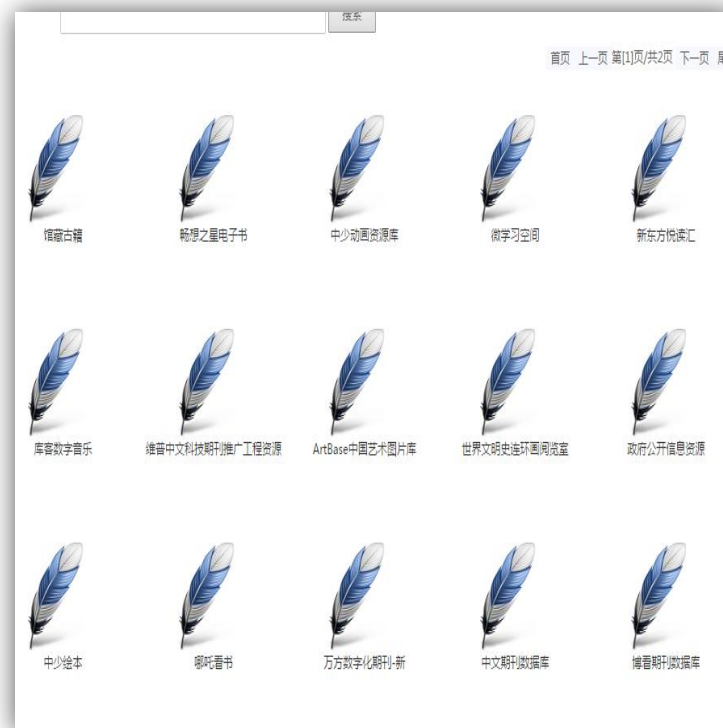 搜索
首页 上一页 第[1]页/共2页 下一页 尾
馆藏古籍
畅想之星电子书
中少动画资源库
微学习空间
新东方悦读汇
库客数字音乐
维普中文科技期刊推广工程资源
ArtBase中国艺术图片库
世界文明史连环画阅览室
政府公开信息资源
中少绘本
哪吒看书
万方数字化期刊-新
中文期刊数据库
博看期刊数据库